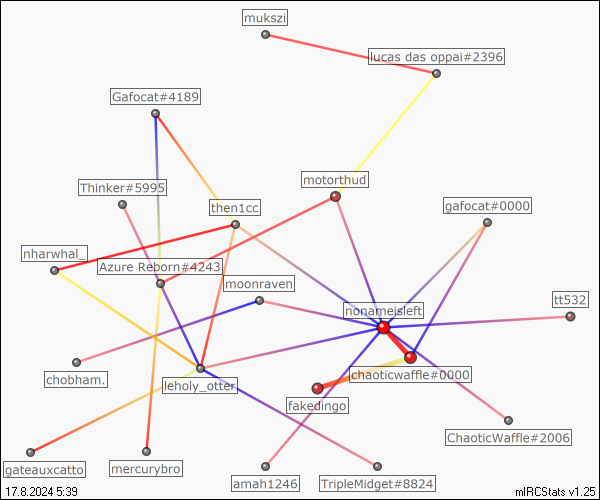 mukszi
lucas das oppai#2396
Gafocat#4189
Thinker#5995
motorthud
then1cc
gafocat#0000
nharwhal_
Azure Reborn#4243
moonraven
nonameisleft
tt532
chobham.
leholy_otter
chaoticwaffle#0000
fakedingo
ChaoticWaffle#2006
gateauxcatto
mercurybro
amah1246
TripleMidget#8824
17.8.2024 5:39
mIRCStats v1.25